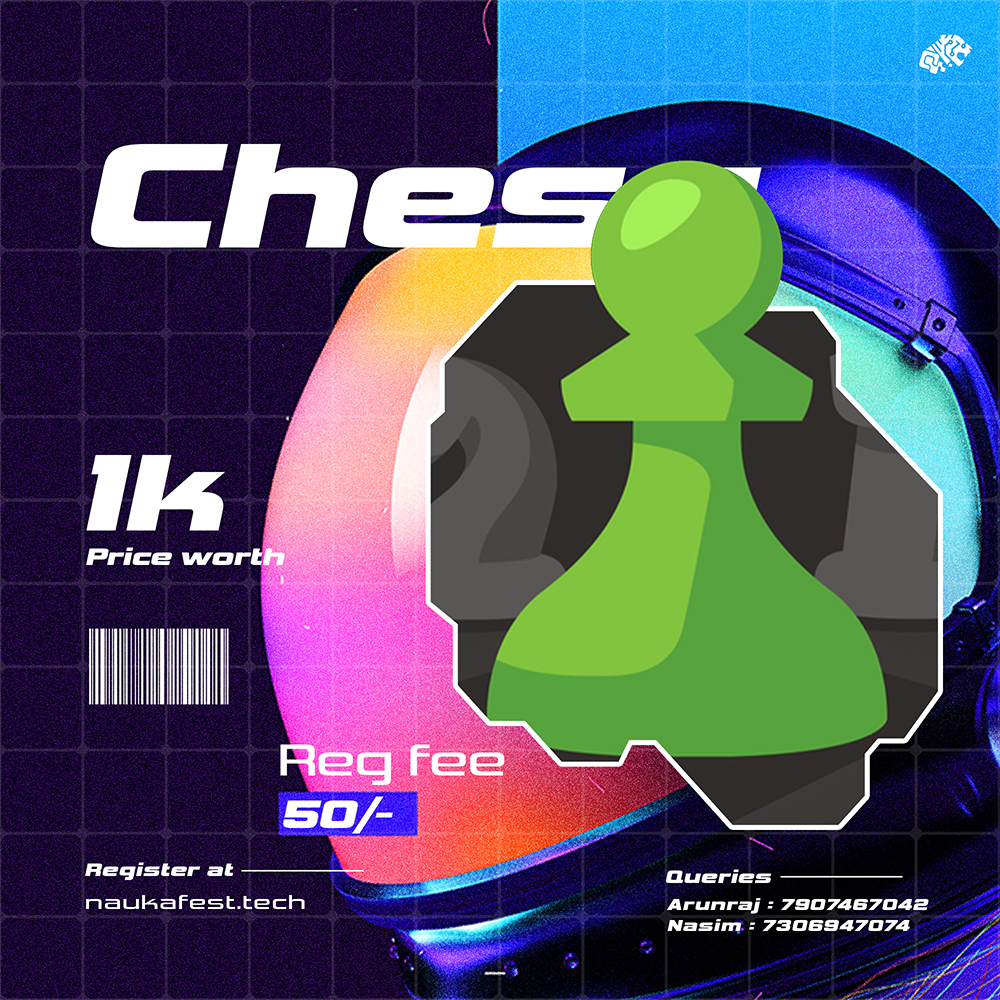 Chess
1k
Price worth
Reg fee
50/-
Register at
naukafest.tech
Queries
Arunraj : 7907467042
Nasim : 7306947074